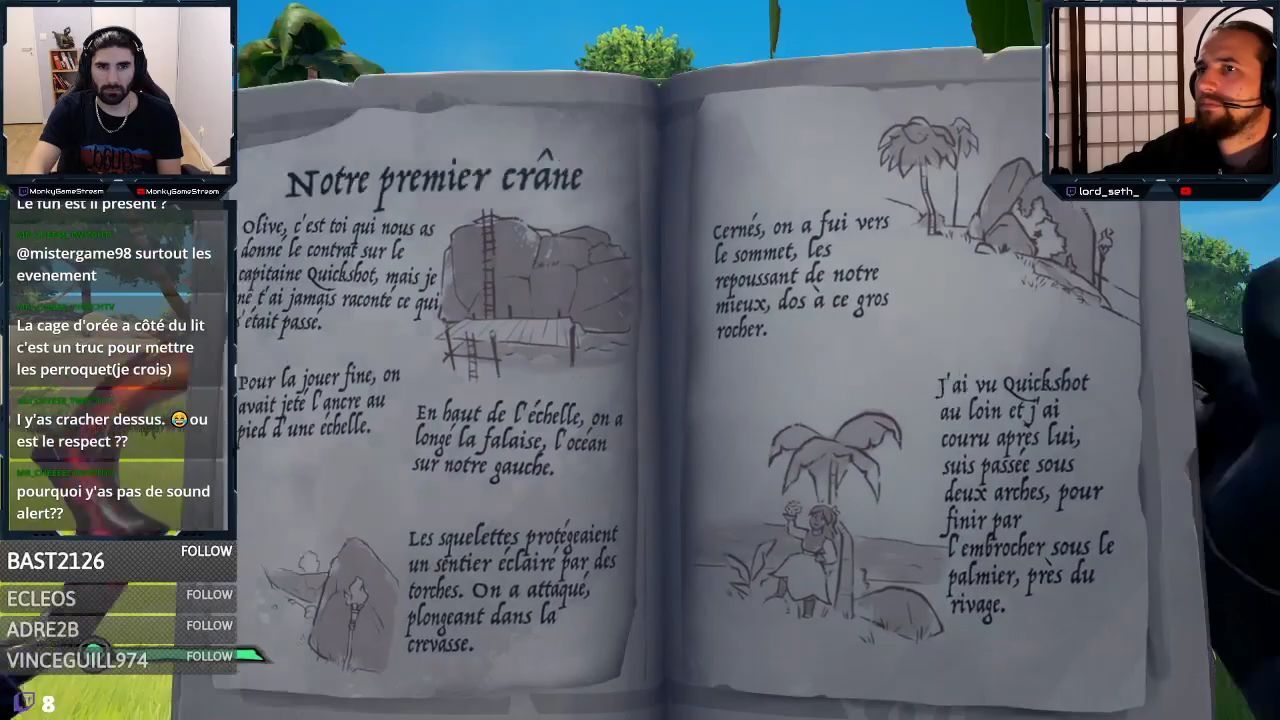 MonkyGameStream MonkyGameStream
Le fun est il présent ?
@mistergame98 surtout les
evenement
La cage d'orée a côté du lit
c'est un truc pour mettre
les perroquet(je crois)
I y'as cracher dessus. 😂ou
est le respect ??
pourquoi y'as pas de sound
alert??
BAST2126 FOLLOW
ECLEOS FOLLOW
ADRE2B FOLLOW
VINCEGUILL974 FOLLOW
8
Notre premier crâne
Olive, c'est toi qui nous as
donne le contrat sur le
capitaine Quickshot, mais je
ne t'ai jamais raconte ce qui
s'était passé.
Pour la jouer fine, on
avait jeté l'ancre au
pied d'une échelle.
En haut de l'échelle, on a
longé la falaise, l'ocean
sur notre gauche.
Les squelettes protégeaient
un sentier éclairé par des
torches. On a attaqué,
plongeant dans la
crevasse.
Cernés, on a fui vers
le sommet, les
repoussant de notre
mieux, dos à ce gros
rocher.
J'ai vu Quickshot
au loin et j'ai
couru après lui,
suis passée sous
deux arches, pour
finir par
l'embrocher sous le
palmier, près du
rivage.
lord_seth_